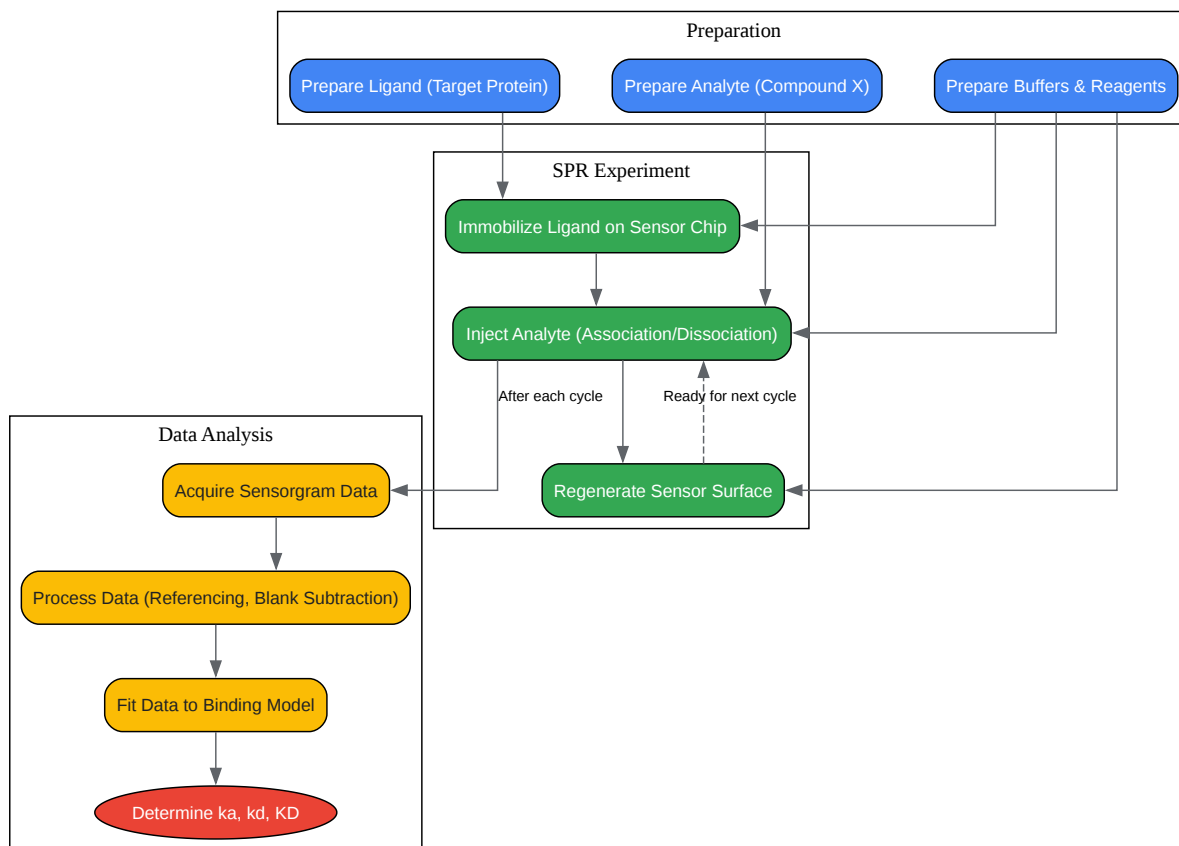 Preparation
Prepare Ligand (Target Protein)
Prepare Analyte (Compound X)
Prepare Buffers & Reagents
SPR Experiment
Immobilize Ligand on Sensor Chip
Inject Analyte (Association/Dissociation)
After each cycle
Ready for next cycle
Regenerate Sensor Surface
Data Analysis
Acquire Sensorgram Data
Process Data (Referencing, Blank Subtraction)
Fit Data to Binding Model
Determine ka, kd, KD